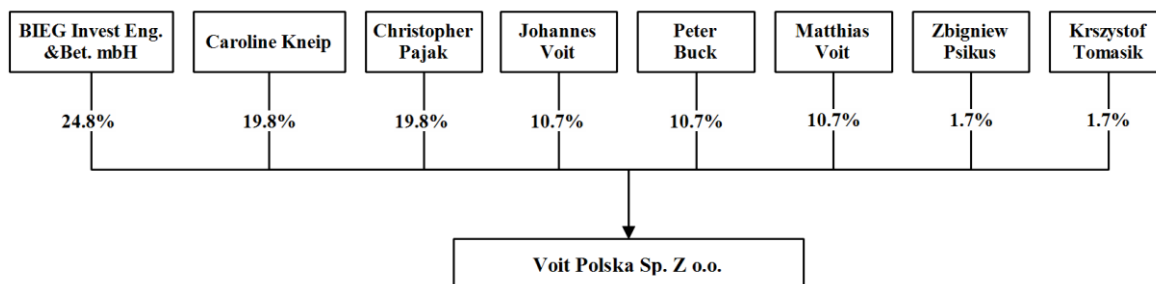 BIEG Invest Eng.
&Bet. mbH
Caroline Kneip
Christopher
Pajak
Johannes
Voit
Peter
Buck
Matthias
Voit
Zbigniew
Psikus
Krszystof
Tomasik
24.8%
19.8%
19.8%
10.7%
10.7%
10.7%
1.7%
1.7%
Voit Polska Sp. Z o.o.